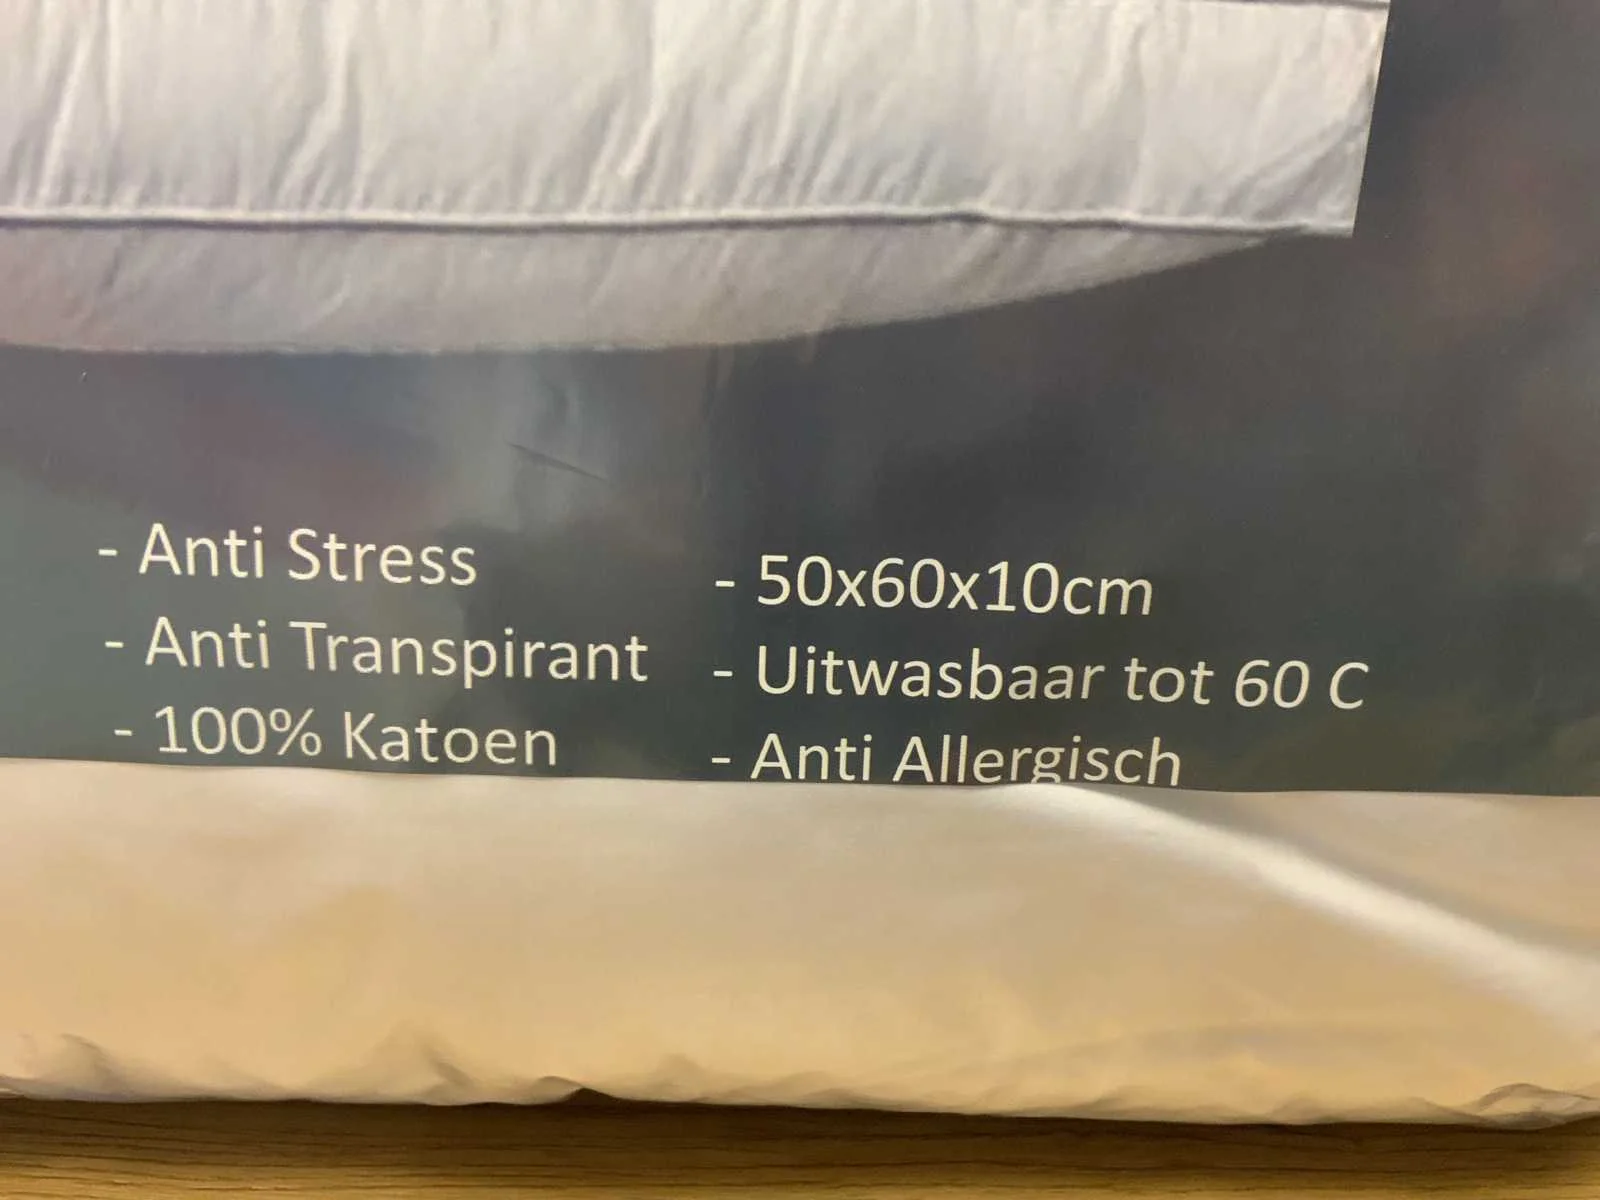 - Anti Stress
- Anti Transpirant
- 100% Katoen
- 50x60x10cm
- Uitwasbaar tot 60 C
- Anti Allergisch